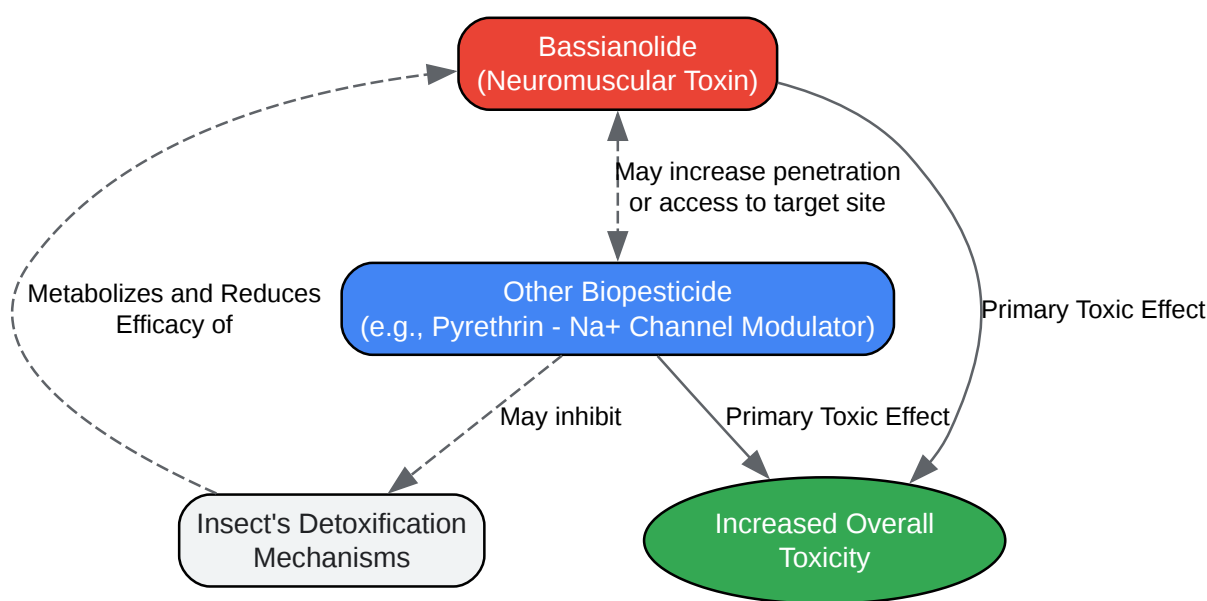 Bassianolide
(Neuromuscular Toxin)
May increase penetration
or access to target site
Metabolizes and Reduces
Efficacy of
Other Biopesticide
(e.g., Pyrethrin - Na+ Channel Modulator)
Primary Toxic Effect
May inhibit
Primary Toxic Effect
Insect's Detoxification
Mechanisms
Increased Overall
Toxicity